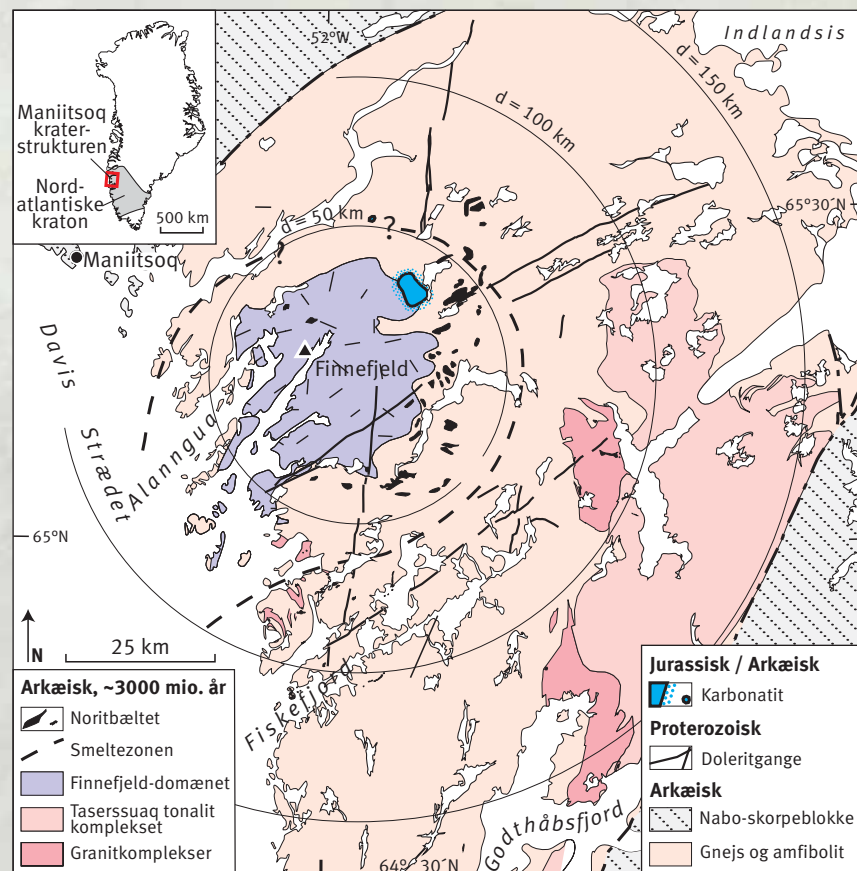 52°W
Indlandsis
Maniitsoq
krater-
strukturen
Nord-
atlantiske
kraton
500 km
d = 150 km
d = 100 km
d = 50 km
?
?
65°30´N
Maniitsoq
Davis
Strædet
Finnefjeld
Alanngua
65°N
N
25 km
Fiskefjord
Godthåbsfjord
64°30´N
Arkæisk, ~3000 mio. år
Noritbæltet
Smeltezonen
Finnefjeld-domænet
Taserssuaq tonalit
komplekset
Granitkomplekser
Jurassisk / Arkæisk
Karbonatit
Proterozoisk
Doleritgange
Arkæisk
Nabo-skorpeblokke
Gnejs og amfibolit